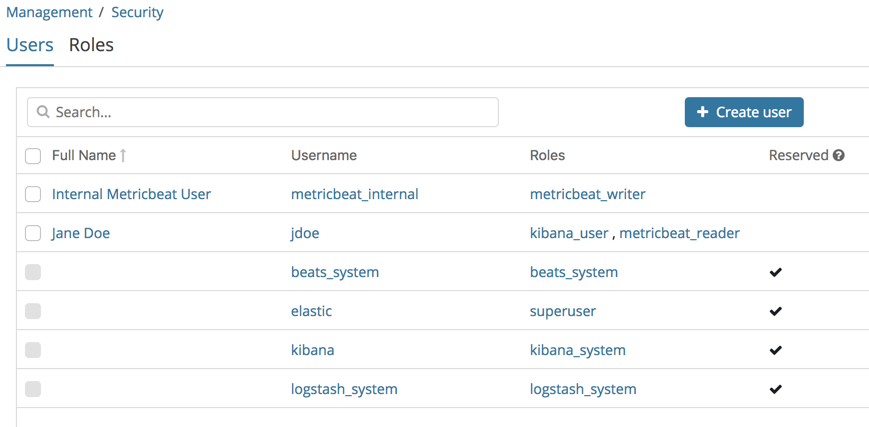 Management / Security
Users Roles
Search... + Create user
Full Name ↑ Username Roles Reserved ?
Internal Metricbeat User metricbeat_internal metricbeat_writer
Jane Doe jdoe kibana_user , metricbeat_reader
beats_system beats_system ✔
elastic superuser ✔
kibana kibana_system ✔
logstash_system logstash_system ✔